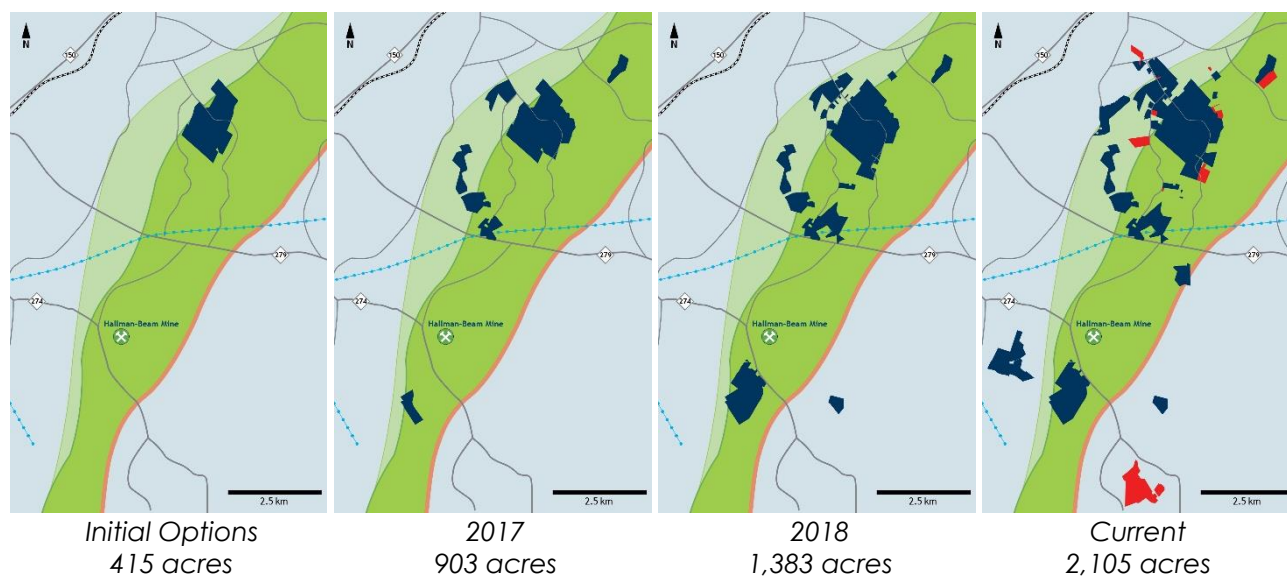 N
150
279
274
Hallman-Beam Mine
2.5 km
Initial Options
415 acres
N
150
279
274
Hallman-Beam Mine
2.5 km
2017
903 acres
N
150
279
274
Hallman-Beam Mine
2.5 km
2018
1,383 acres
N
150
279
274
Hallman-Beam Mine
2.5 km
Current
2,105 acres